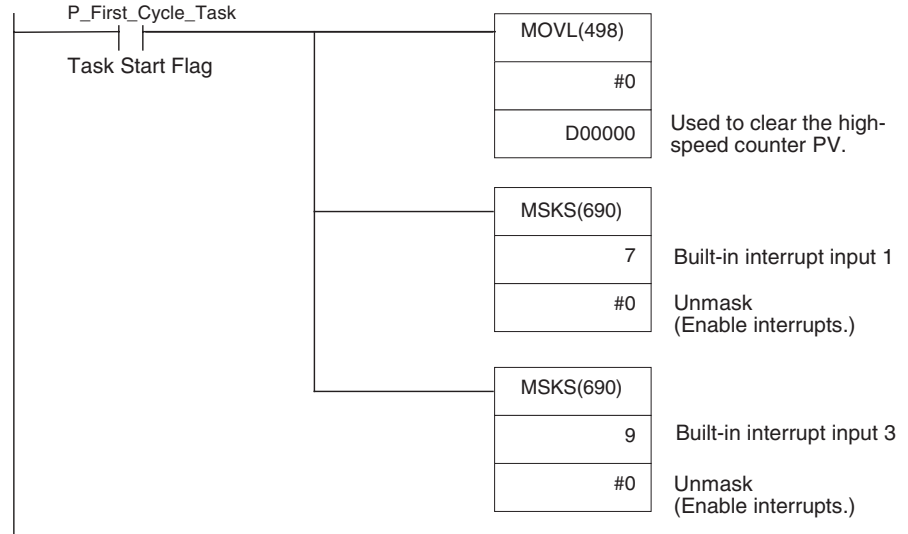 P_First_Cycle_Task
Task Start Flag
MOVL(498)
#0
D00000
Used to clear the high-
speed counter PV.
MSKS(690)
7
Built-in interrupt input 1
#0
Unmask
(Enable interrupts.)
MSKS(690)
9
Built-in interrupt input 3
#0
Unmask
(Enable interrupts.)